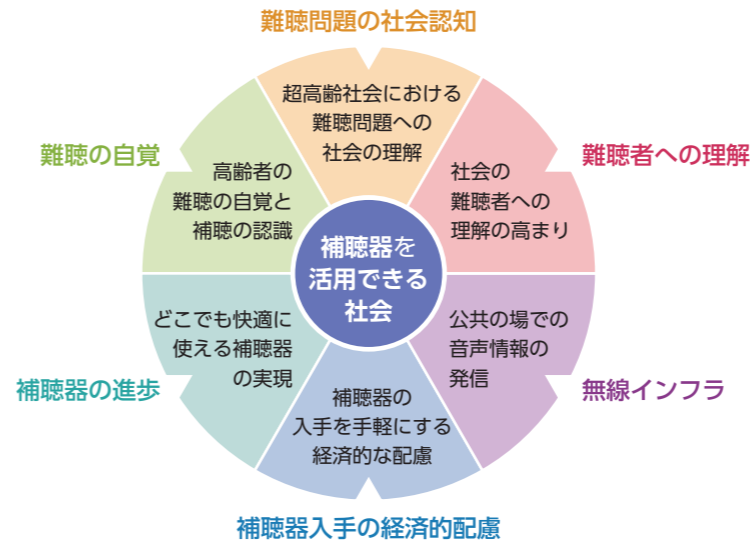 難聴問題の社会認知
超高齢社会における
難聴問題への
社会の理解
難聴者への理解
社会の
難聴者への
理解の高まり
無線インフラ
公共の場での
音声情報の
発信
補聴器入手の経済的配慮
補聴器の
入手を手軽にする
経済的な配慮
補聴器の進歩
どこでも快適に
使える補聴器
の実現
難聴の自覚
高齢者の
難聴の自覚と
補聴の認識
補聴器を
活用できる
社会